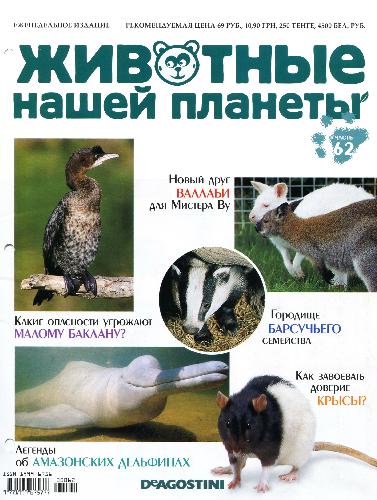 ЕЖЕНЕДЕЛЬНОЕ ИЗДАНИЕ
РЕКОМЕНДУЕМАЯ ЦЕНА 69 РУБ., 10,90 ГРН, 250 ТЕНГЕ, 4500 БЕЛ. РУБ.
ЖИВОТНЫЕ
НАШЕЙ ПЛАНЕТЫ
ЧАСТЬ
62
Новый друг
ВАЛЛАБИ
для Мистера Ву
Какие опасности угрожают
МАЛОМУ БАКЛАНУ?
Городище
БАРСУЧЬЕГО
семейства
Как завоевать
доверие
КРЫСЫ?
Легенды
об АМАЗОНСКИХ ДЕЛЬФИНАХ
00062
DeAGOSTINI